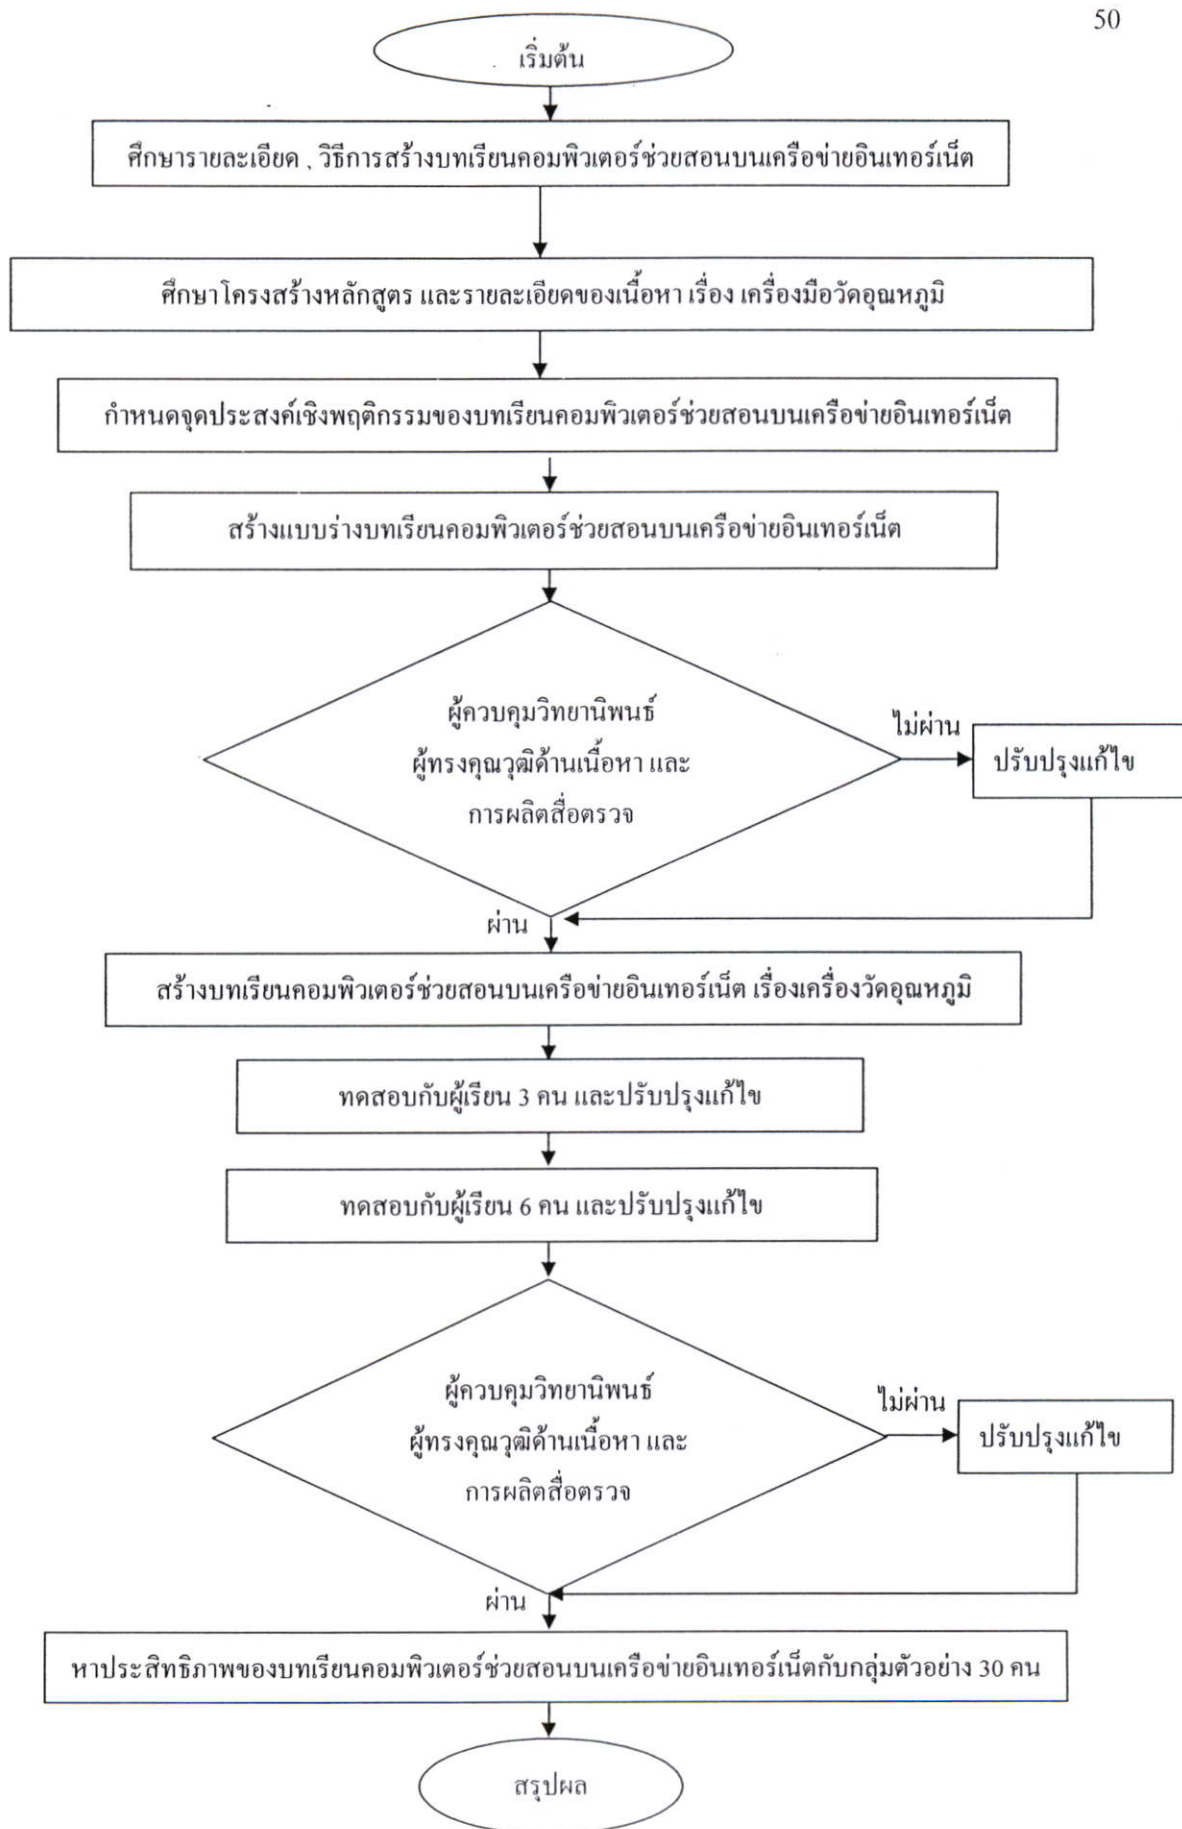 50
เริ่มต้น
ศึกษารายละเอียด , วิธีการสร้างบทเรียนคอมพิวเตอร์ช่วยสอนบนเครือข่ายอินเทอร์เน็ต
ศึกษาโครงสร้างหลักสูตร และรายละเอียดของเนื้อหา เรื่อง เครื่องมือวัดอุณหภูมิ
กำหนดจุดประสงค์เชิงพฤติกรรมของบทเรียนคอมพิวเตอร์ช่วยสอนบนเครือข่ายอินเทอร์เน็ต
สร้างแบบร่างบทเรียนคอมพิวเตอร์ช่วยสอนบนเครือข่ายอินเทอร์เน็ต
ผู้ควบคุมวิทยานิพนธ์
ผู้ทรงคุณวุฒิด้านเนื้อหา และ
การผลิตสื่อตรวจ
ไม่ผ่าน
ปรับปรุงแก้ไข
ผ่าน
สร้างบทเรียนคอมพิวเตอร์ช่วยสอนบนเครือข่ายอินเทอร์เน็ต เรื่องเครื่องวัดอุณหภูมิ
ทดสอบกับผู้เรียน 3 คน และปรับปรุงแก้ไข
ทดสอบกับผู้เรียน 6 คน และปรับปรุงแก้ไข
ผู้ควบคุมวิทยานิพนธ์
ผู้ทรงคุณวุฒิด้านเนื้อหา และ
การผลิตสื่อตรวจ
ไม่ผ่าน
ปรับปรุงแก้ไข
ผ่าน
หาประสิทธิภาพของบทเรียนคอมพิวเตอร์ช่วยสอนบนเครือข่ายอินเทอร์เน็ตกับกลุ่มตัวอย่าง 30 คน
สรุปผล